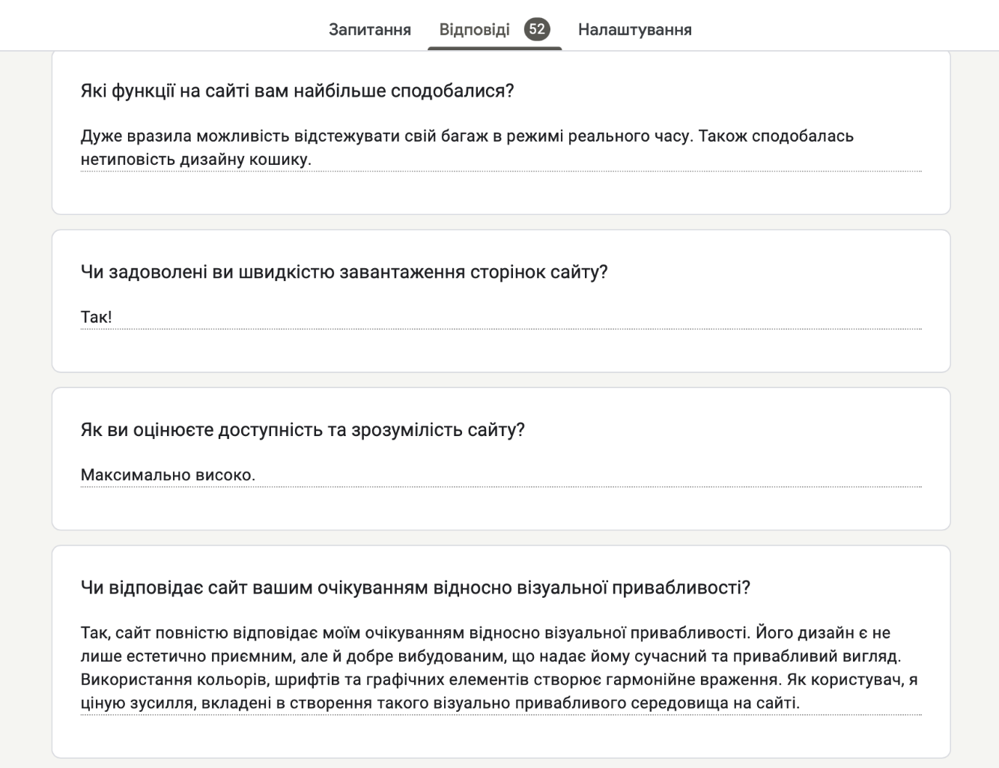 Запитання
Відповіді 52
Налаштування
Які функції на сайті вам найбільше сподобалися?
Дуже вразила можливість відстежувати свій багаж в режимі реального часу. Також сподобалась
нетиповість дизайну кошику.
Чи задоволені ви швидкістю завантаження сторінок сайту?
Так!
Як ви оцінюєте доступність та зрозумілість сайту?
Максимально високо.
Чи відповідає сайт вашим очікуванням відносно візуальної привабливості?
Так, сайт повністю відповідає моїм очікуванням відносно візуальної привабливості. Його дизайн є не
лише естетично приємним, але й добре вибудованим, що надає йому сучасний та привабливий вигляд.
Використання кольорів, шрифтів та графічних елементів створює гармонійне враження. Як користувач, я
ціную зусилля, вкладені в створення такого візуально привабливого середовища на сайті.